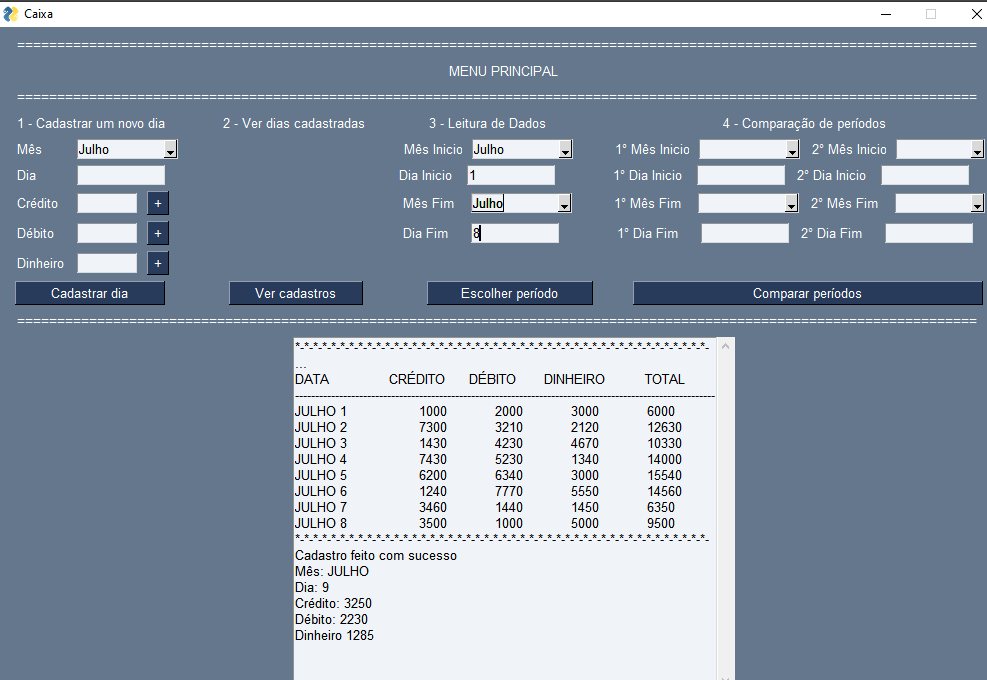 Caixa
==============================================================================================================
MENU PRINCIPAL
==============================================================================================================
1 - Cadastrar um novo dia 2 - Ver dias cadastradas 3 - Leitura de Dados 4 - Comparação de períodos
Mês Julho Mês Inicio Julho 1° Mês Inicio 2° Mês Inicio
Dia Dia Inicio 1 1° Dia Inicio 2° Dia Inicio
Crédito + Mês Fim Julho 1° Mês Fim 2° Mês Fim
Débito + Dia Fim 8 1° Dia Fim 2° Dia Fim
Dinheiro +
Cadastrar dia Ver cadastros Escolher período Comparar períodos
==============================================================================================================
*-*-*-*-*-*-*-*-*-*-*-*-*-*-*-*-*-*-*-*-*-*-*-*-*-*-*-*-*-*-*-*-*-*-*-*-*-*-*-*-*-*-*-*-*-*-
...
DATA CRÉDITO DÉBITO DINHEIRO TOTAL
---------------------------------------------------------------------------------------------------------
JULHO 1 1000 2000 3000 6000
JULHO 2 7300 3210 2120 12630
JULHO 3 1430 4230 4670 10330
JULHO 4 7430 5230 1340 14000
JULHO 5 6200 6340 3000 15540
JULHO 6 1240 7770 5550 14560
JULHO 7 3460 1440 1450 6350
JULHO 8 3500 1000 5000 9500
*-*-*-*-*-*-*-*-*-*-*-*-*-*-*-*-*-*-*-*-*-*-*-*-*-*-*-*-*-*-*-*-*-*-*-*-*-*-*-*-*-*-*-*-*-*-
Cadastro feito com sucesso
Mês: JULHO
Dia: 9
Crédito: 3250
Débito: 2230
Dinheiro 1285